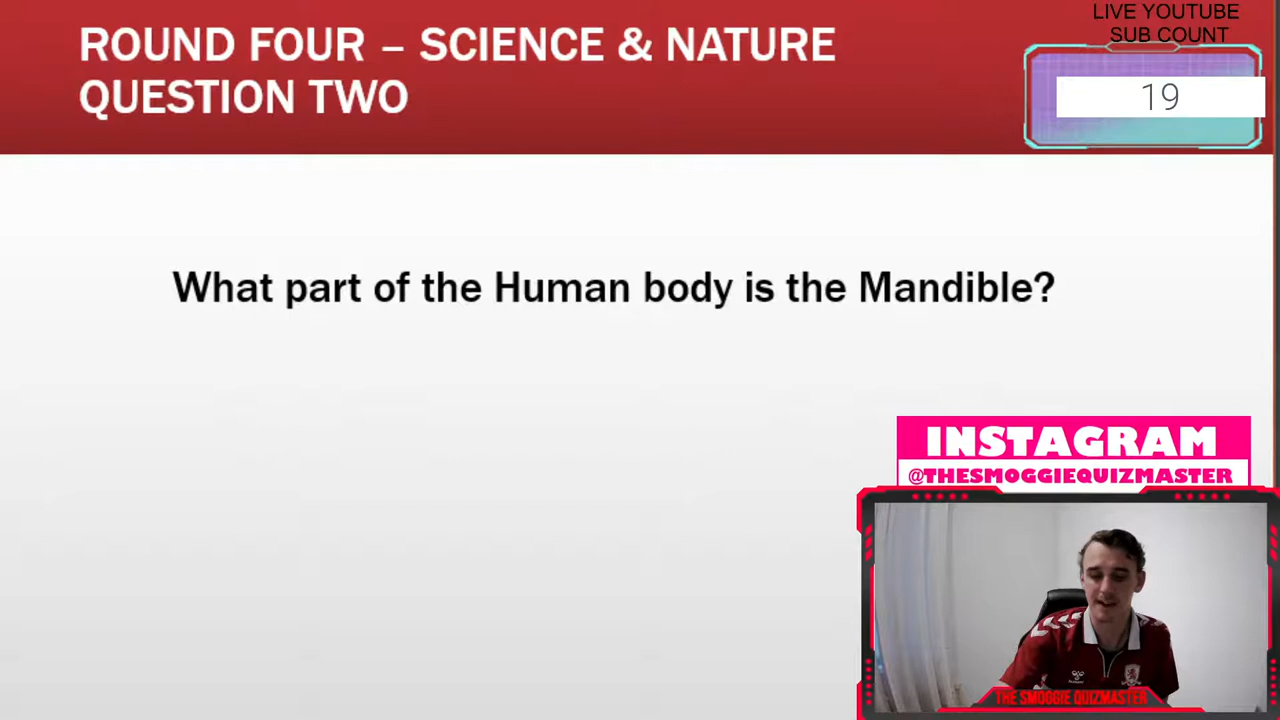 ROUND FOUR – SCIENCE & NATURE
QUESTION TWO
LIVE YOUTUBE
SUB COUNT
19
What part of the Human body is the Mandible?
INSTAGRAM
@THESMOGGIEQUIZMASTER
THE SMOGGIE QUIZMASTER